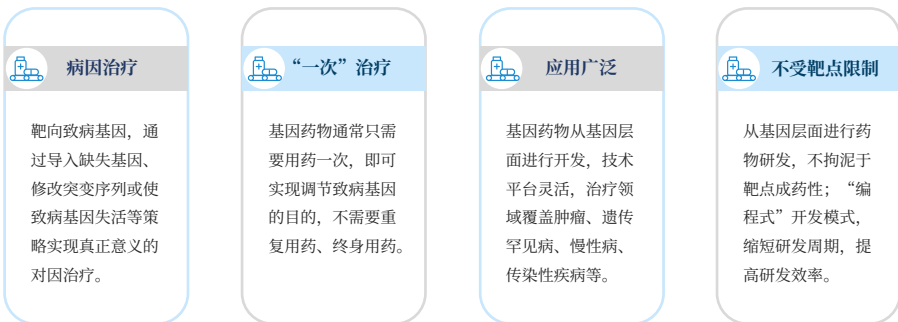 病因治疗
靶向致病基因，通
过导入缺失基因、
修改突变序列或使
致病基因失活等策
略实现真正意义的
对因治疗。
“一次”治疗
基因药物通常只需
要用药一次，即可
实现调节致病基因
的目的，不需要重
复用药、终身用药。
应用广泛
基因药物从基因层
面进行开发，技术
平台灵活，治疗领
域覆盖肿瘤、遗传
罕见病、慢性病、
传染性疾病等。
不受靶点限制
从基因层面进行药
物研发，不拘泥于
靶点成药性；“编
程式”开发模式，
缩短研发周期，提
高研发效率。